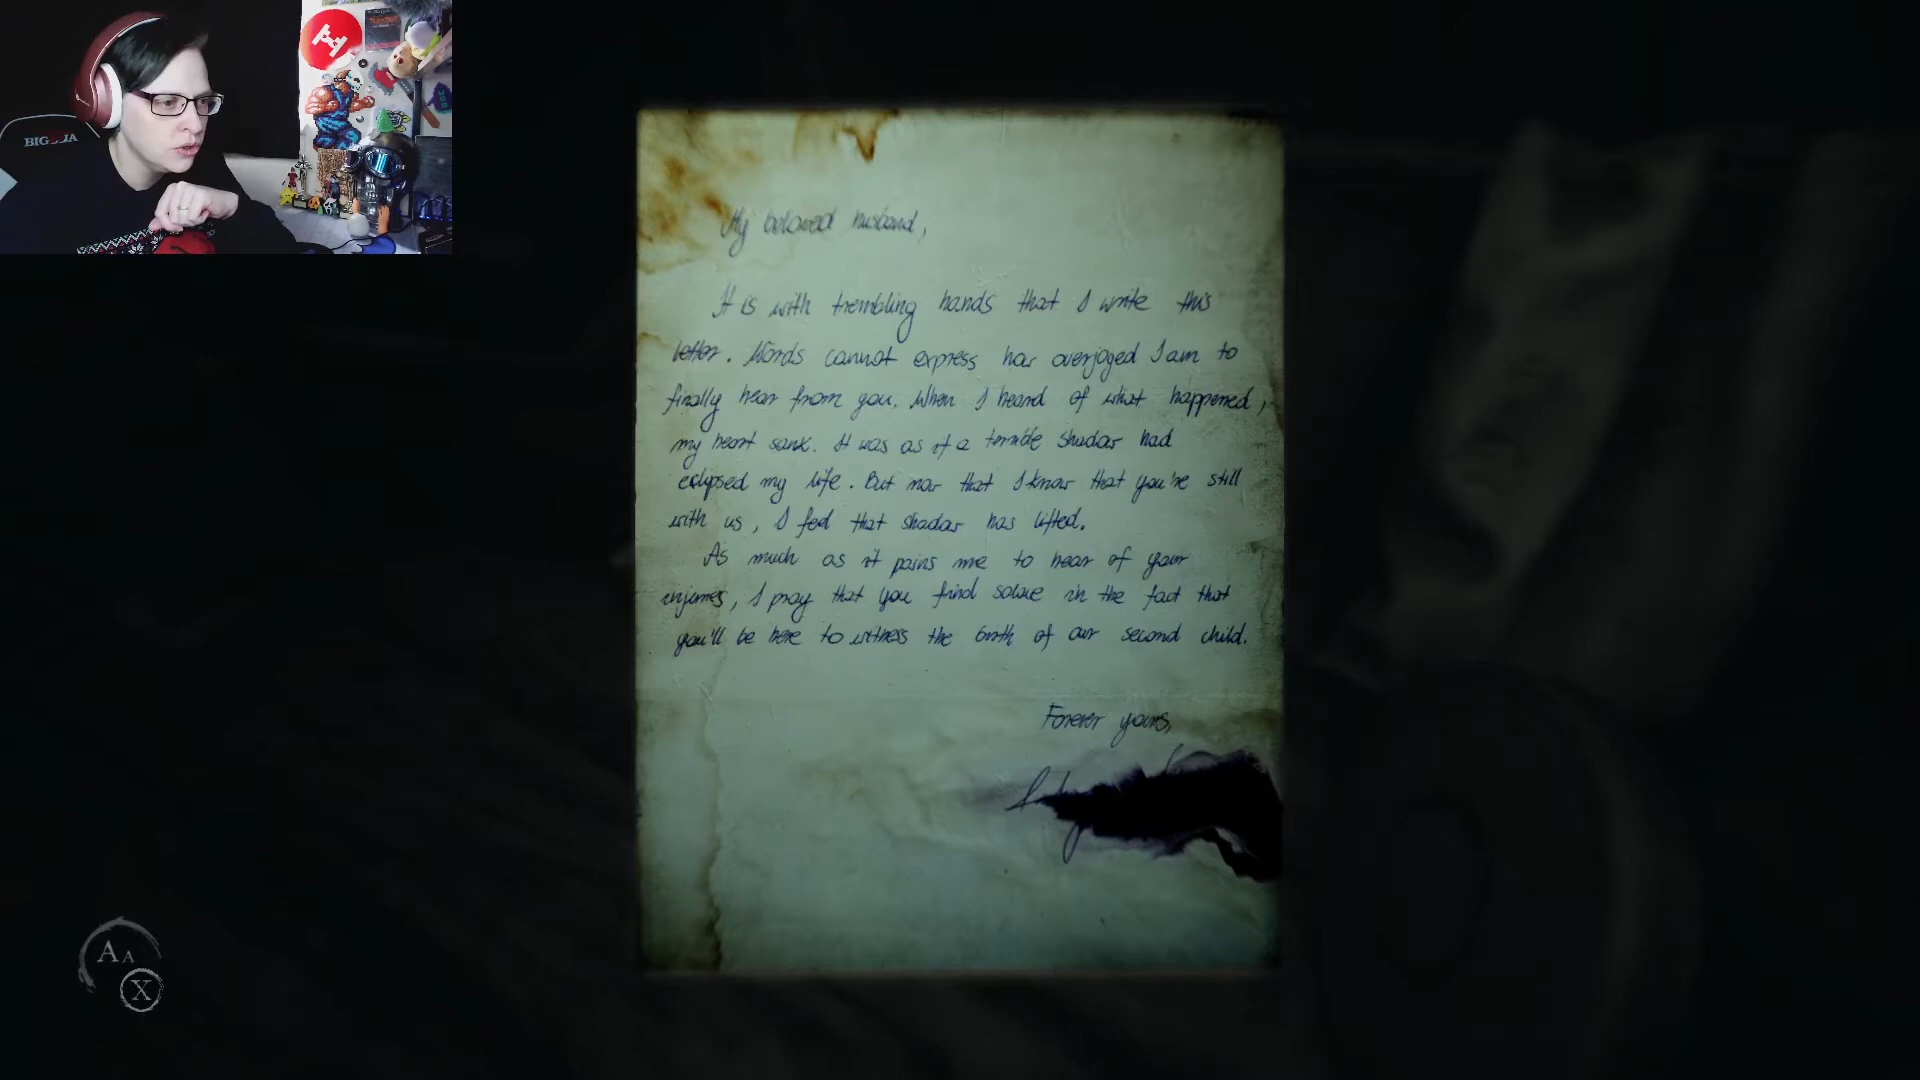 My beloved husband,
It is with trembling hands that I write this
letter. Words cannot express how overjoyed I am to
finally hear from you. When I heard of what happened,
my heart sank. It was as if a terrible shadow had
eclipsed my life. But now that I know that you're still
with us, I feel that shadow has lifted.
As much as it pains me to hear of your
injuries, I pray that you find solace in the fact that
you'll be here to witness the birth of our second child.
Forever yours,
A A
X